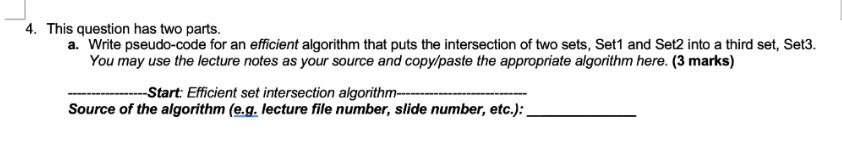 4. This question has two parts.
a. Write pseudo-code for an efficient algorithm that puts the intersection of two sets, Set1 and Set2 into a third set, Set3.
You may use the lecture notes as your source and copy/paste the appropriate algorithm here. (3 marks)
-----------------Start: Efficient set intersection algorithm----------------------------
Source of the algorithm (e.g. lecture file number, slide number, etc.): _______________